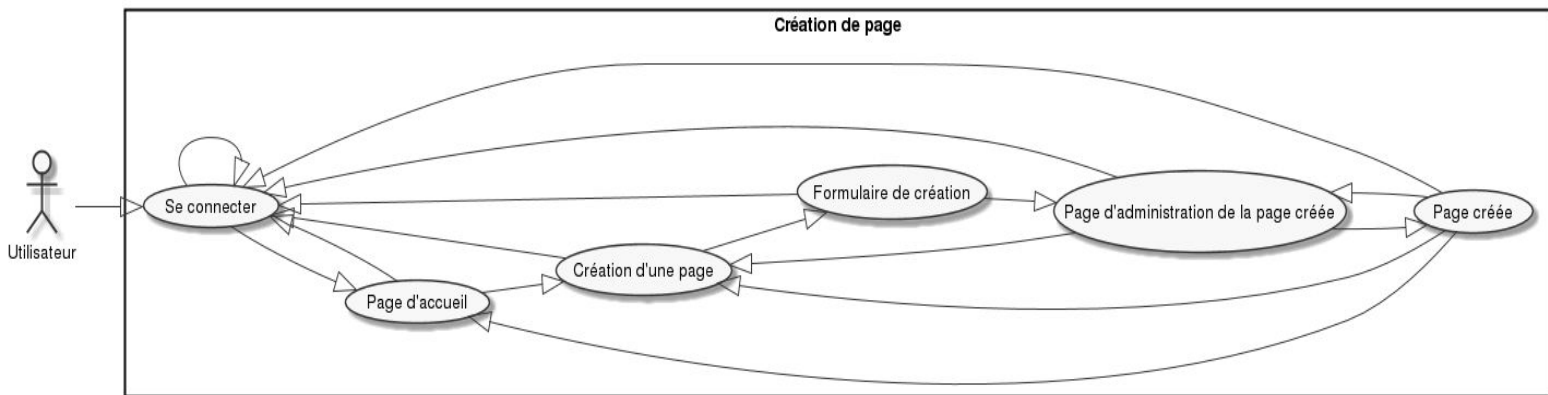 Création de page
Utilisateur
Se connecter
Page d'accueil
Création d'une page
Formulaire de création
Page d'administration de la page créée
Page créée